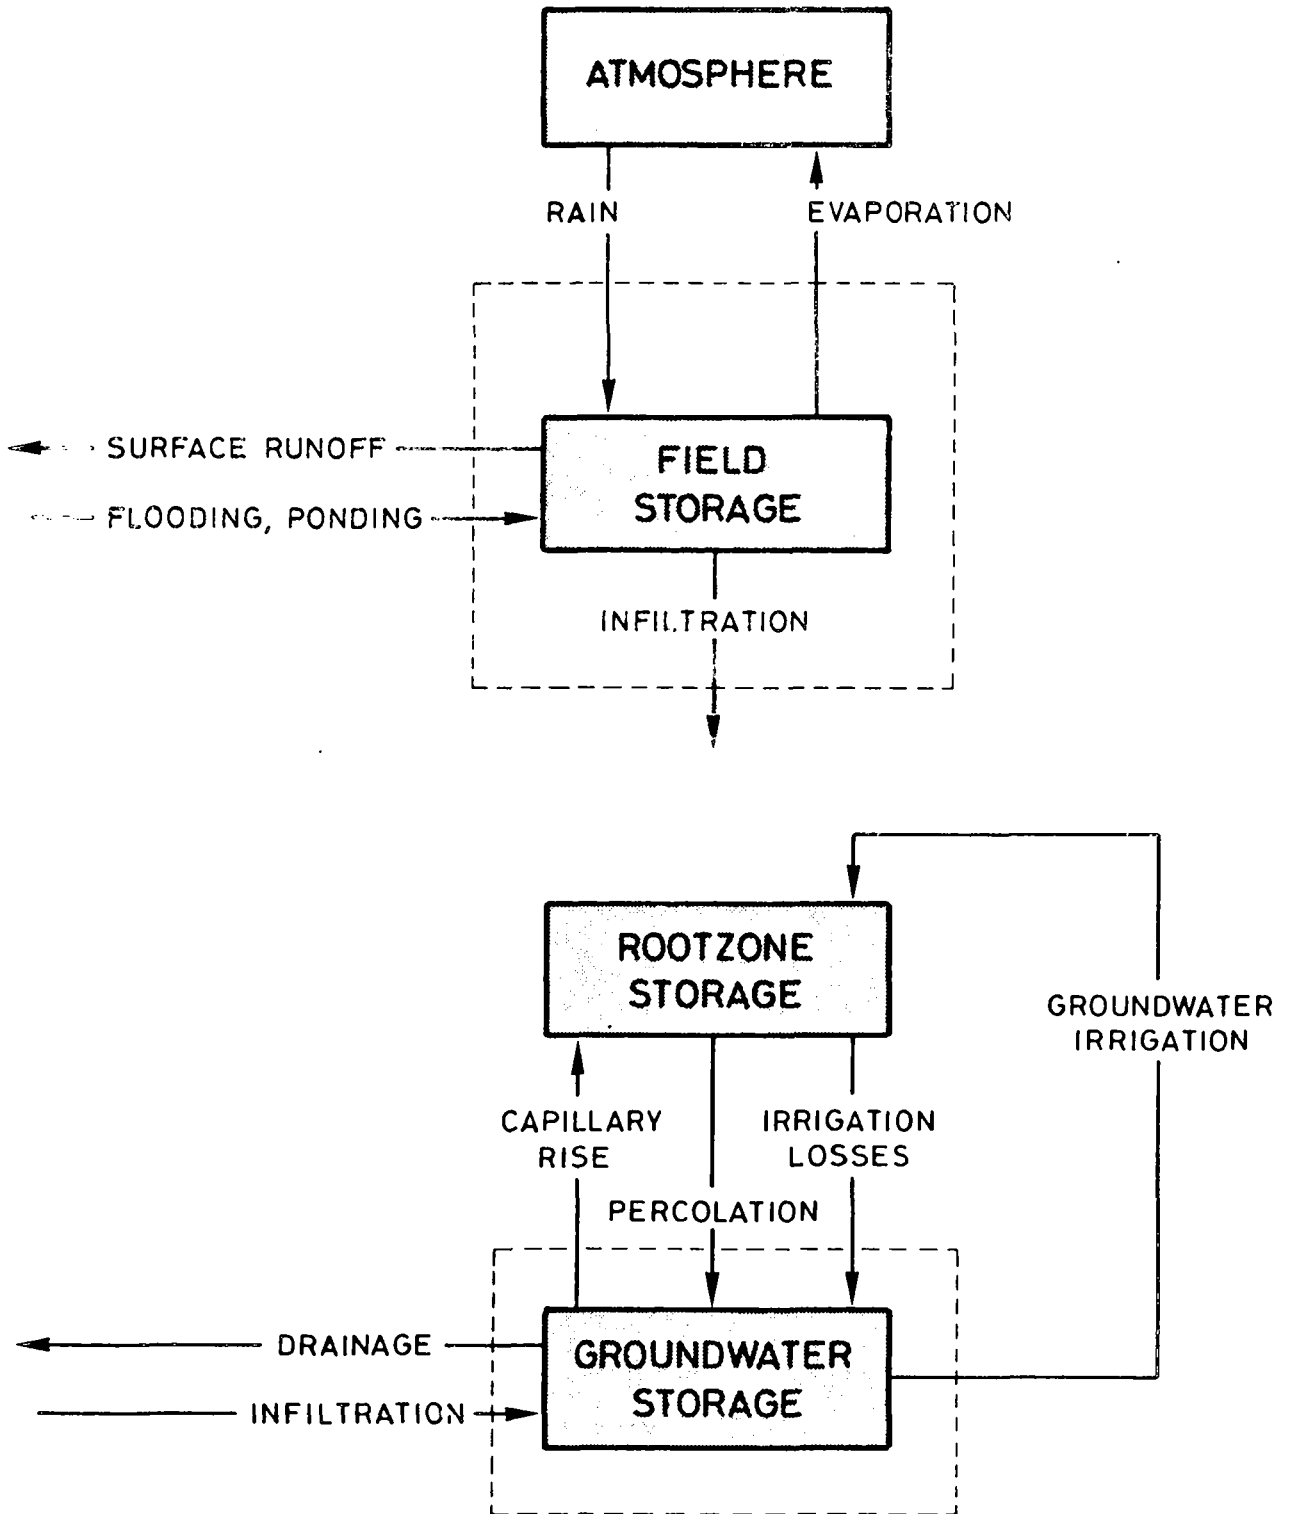 ATMOSPHERE
RAIN
EVAPORATION
SURFACE RUNOFF
FIELD
STORAGE
FLOODING, PONDING
INFILTRATION
ROOTZONE
STORAGE
GROUNDWATER
IRRIGATION
CAPILLARY
RISE
IRRIGATION
LOSSES
PERCOLATION
DRAINAGE
GROUNDWATER
STORAGE
INFILTRATION